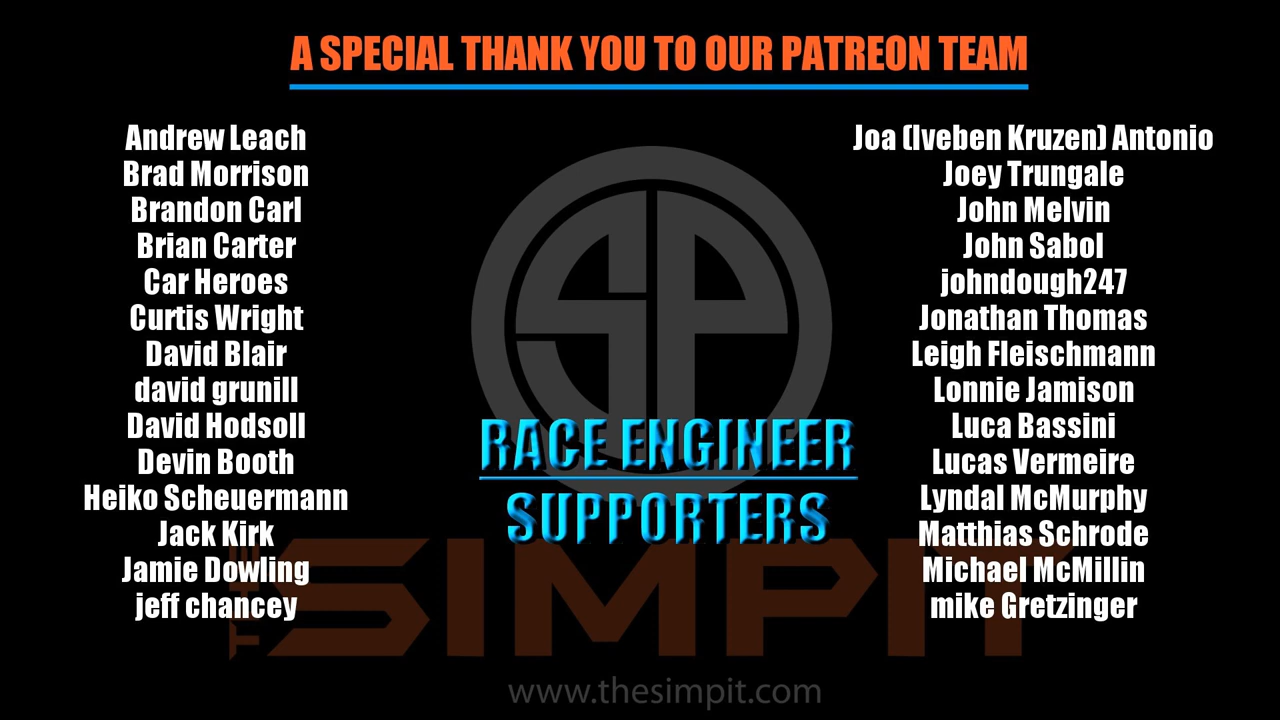 A SPECIAL THANK YOU TO OUR PATREON TEAM
Andrew Leach
Brad Morrison
Brandon Carl
Brian Carter
Car Heroes
Curtis Wright
David Blair
david grunill
David Hodsoll
Devin Booth
Heiko Scheuermann
Jack Kirk
Jamie Dowling
jeff chancey
SP
RACE ENGINEER
SUPPORTERS
Joa (Iveben Kruzen) Antonio
Joey Trungale
John Melvin
John Sabol
johndough247
Jonathan Thomas
Leigh Fleischmann
Lonnie Jamison
Luca Bassini
Lucas Vermeire
Lyndal McMurphy
Matthias Schrode
Michael McMillin
mike Gretzinger
THE SIMPIT
www.thesimpit.com